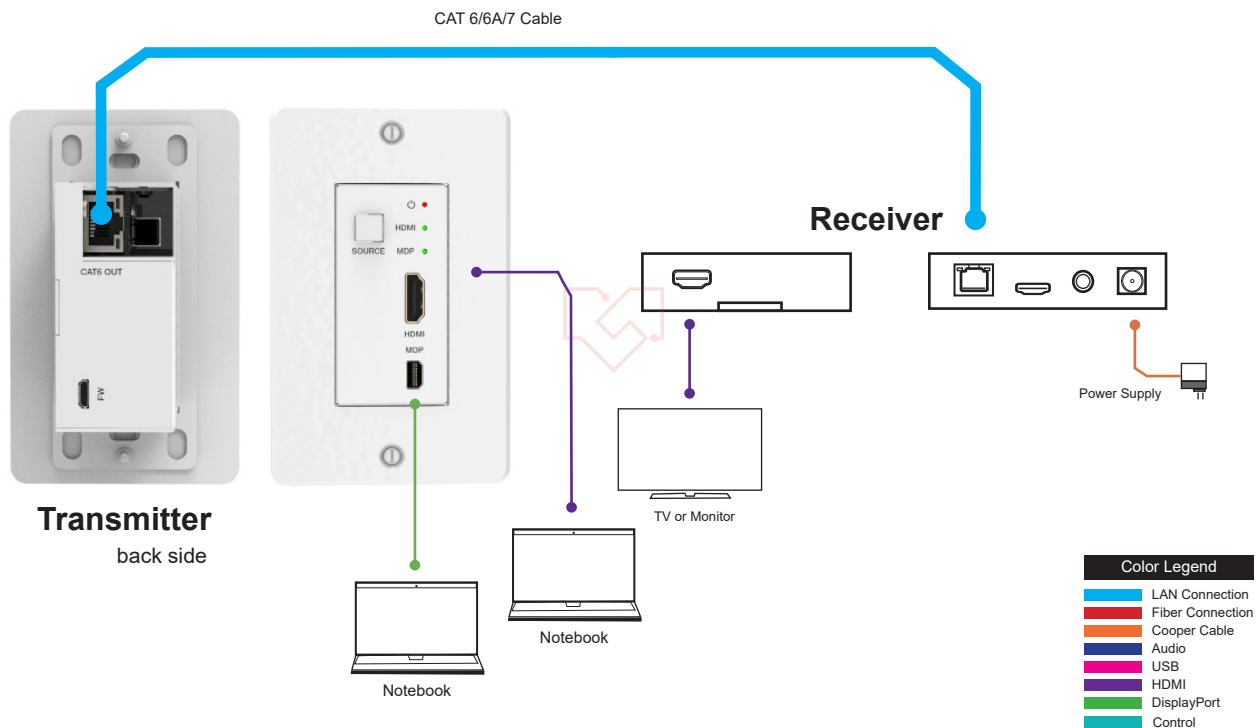 CAT 6/6A/7 Cable
CAT6 OUT
FW
Transmitter
back side
HDMI
SOURCE
MDP
HDMI
MDP
Receiver
Power Supply
TV or Monitor
Notebook
Notebook
Color Legend
LAN Connection
Fiber Connection
Cooper Cable
Audio
USB
HDMI
DisplayPort
Control